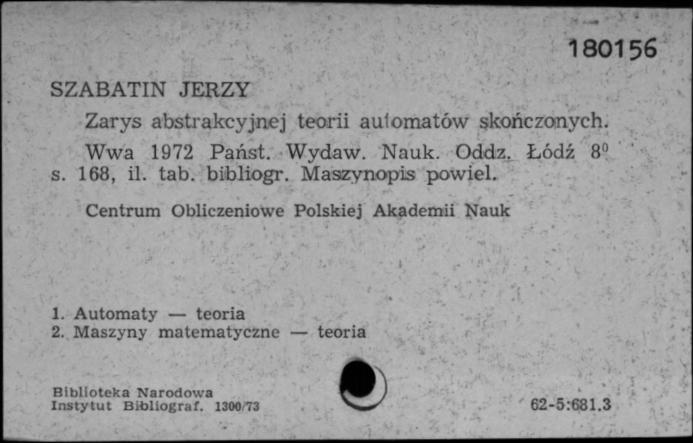 180156
SZABATIN JERZY
Zarys abstrakcyjnej teorii automatów skończonych.
Wwa 1972 Państ. Wydaw. Nauk. Oddz. Łódź 8⁰
s. 168, il. tab. bibliogr. Maszynopis powiel.
Centrum Obliczeniowe Polskiej Akademii Nauk
1. Automaty — teoria
2. Maszyny matematyczne — teoria
Biblioteka Narodowa
Instytut Bibliograf. 1300/73
62-5:681.3